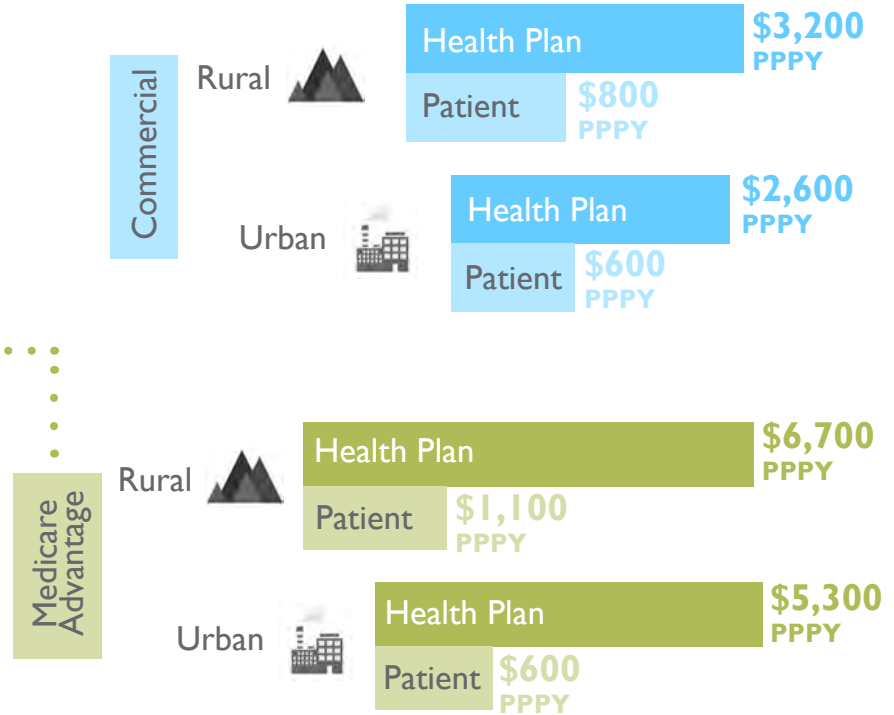 Commercial
Rural
Health Plan
$3,200
PPPY
Patient
$800
PPPY
Urban
Health Plan
$2,600
PPPY
Patient
$600
PPPY
Medicare
Advantage
Rural
Health Plan
$6,700
PPPY
Patient
$1,100
PPPY
Urban
Health Plan
$5,300
PPPY
Patient
$600
PPPY